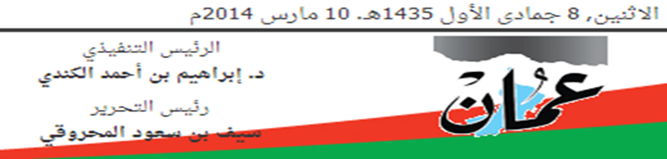 الاثنين, 8 جمادى الأول 1435هـ. 10 مارس 2014م
الرئيس التنفيذي
د. إبراهيم بن أحمد الكندي
رئيس التحرير
سيف بن سعود المحروقي
عُمان